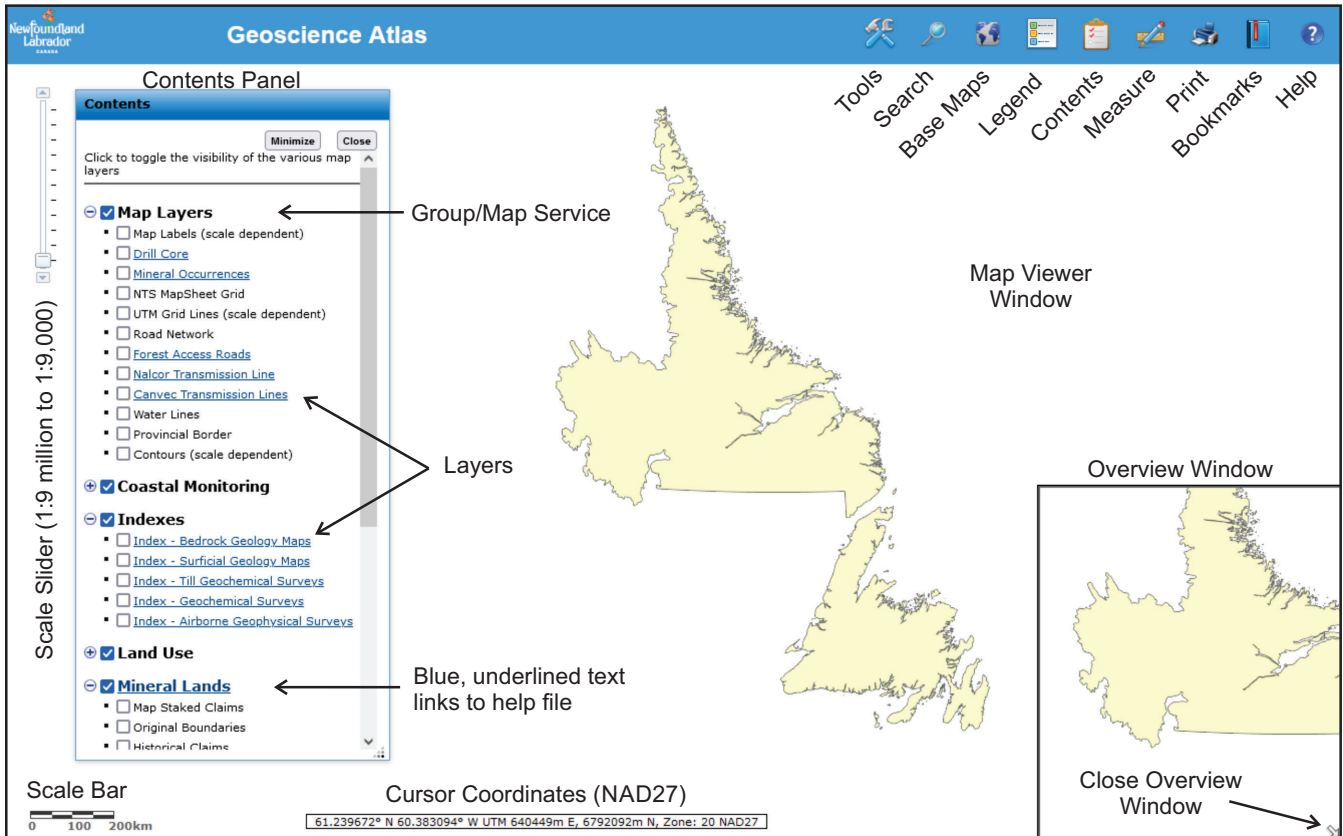 Newfoundland
Labrador
CANADA
Geoscience Atlas
Tools
Search
Base Maps
Legend
Contents
Measure
Print
Bookmarks
Help
Contents Panel
Contents
Minimize
Close
Click to toggle the visibility of the various map
layers
Map Layers
Map Labels (scale dependent)
Drill Core
Mineral Occurrences
NTS MapSheet Grid
UTM Grid Lines (scale dependent)
Road Network
Forest Access Roads
Nalcor Transmission Line
Canvec Transmission Lines
Water Lines
Provincial Border
Contours (scale dependent)
Coastal Monitoring
Indexes
Index - Bedrock Geology Maps
Index - Surficial Geology Maps
Index - Till Geochemical Surveys
Index - Geochemical Surveys
Index - Airborne Geophysical Surveys
Land Use
Mineral Lands
Map Staked Claims
Original Boundaries
Historical Claims
Scale Slider (1:9 million to 1:9,000)
Group/Map Service
Layers
Blue, underlined text
links to help file
Map Viewer
Window
Overview Window
Close Overview
Window
Scale Bar
0 100 200km
Cursor Coordinates (NAD27)
61.239672° N 60.383094° W UTM 640449m E, 6792092m N, Zone: 20 NAD27